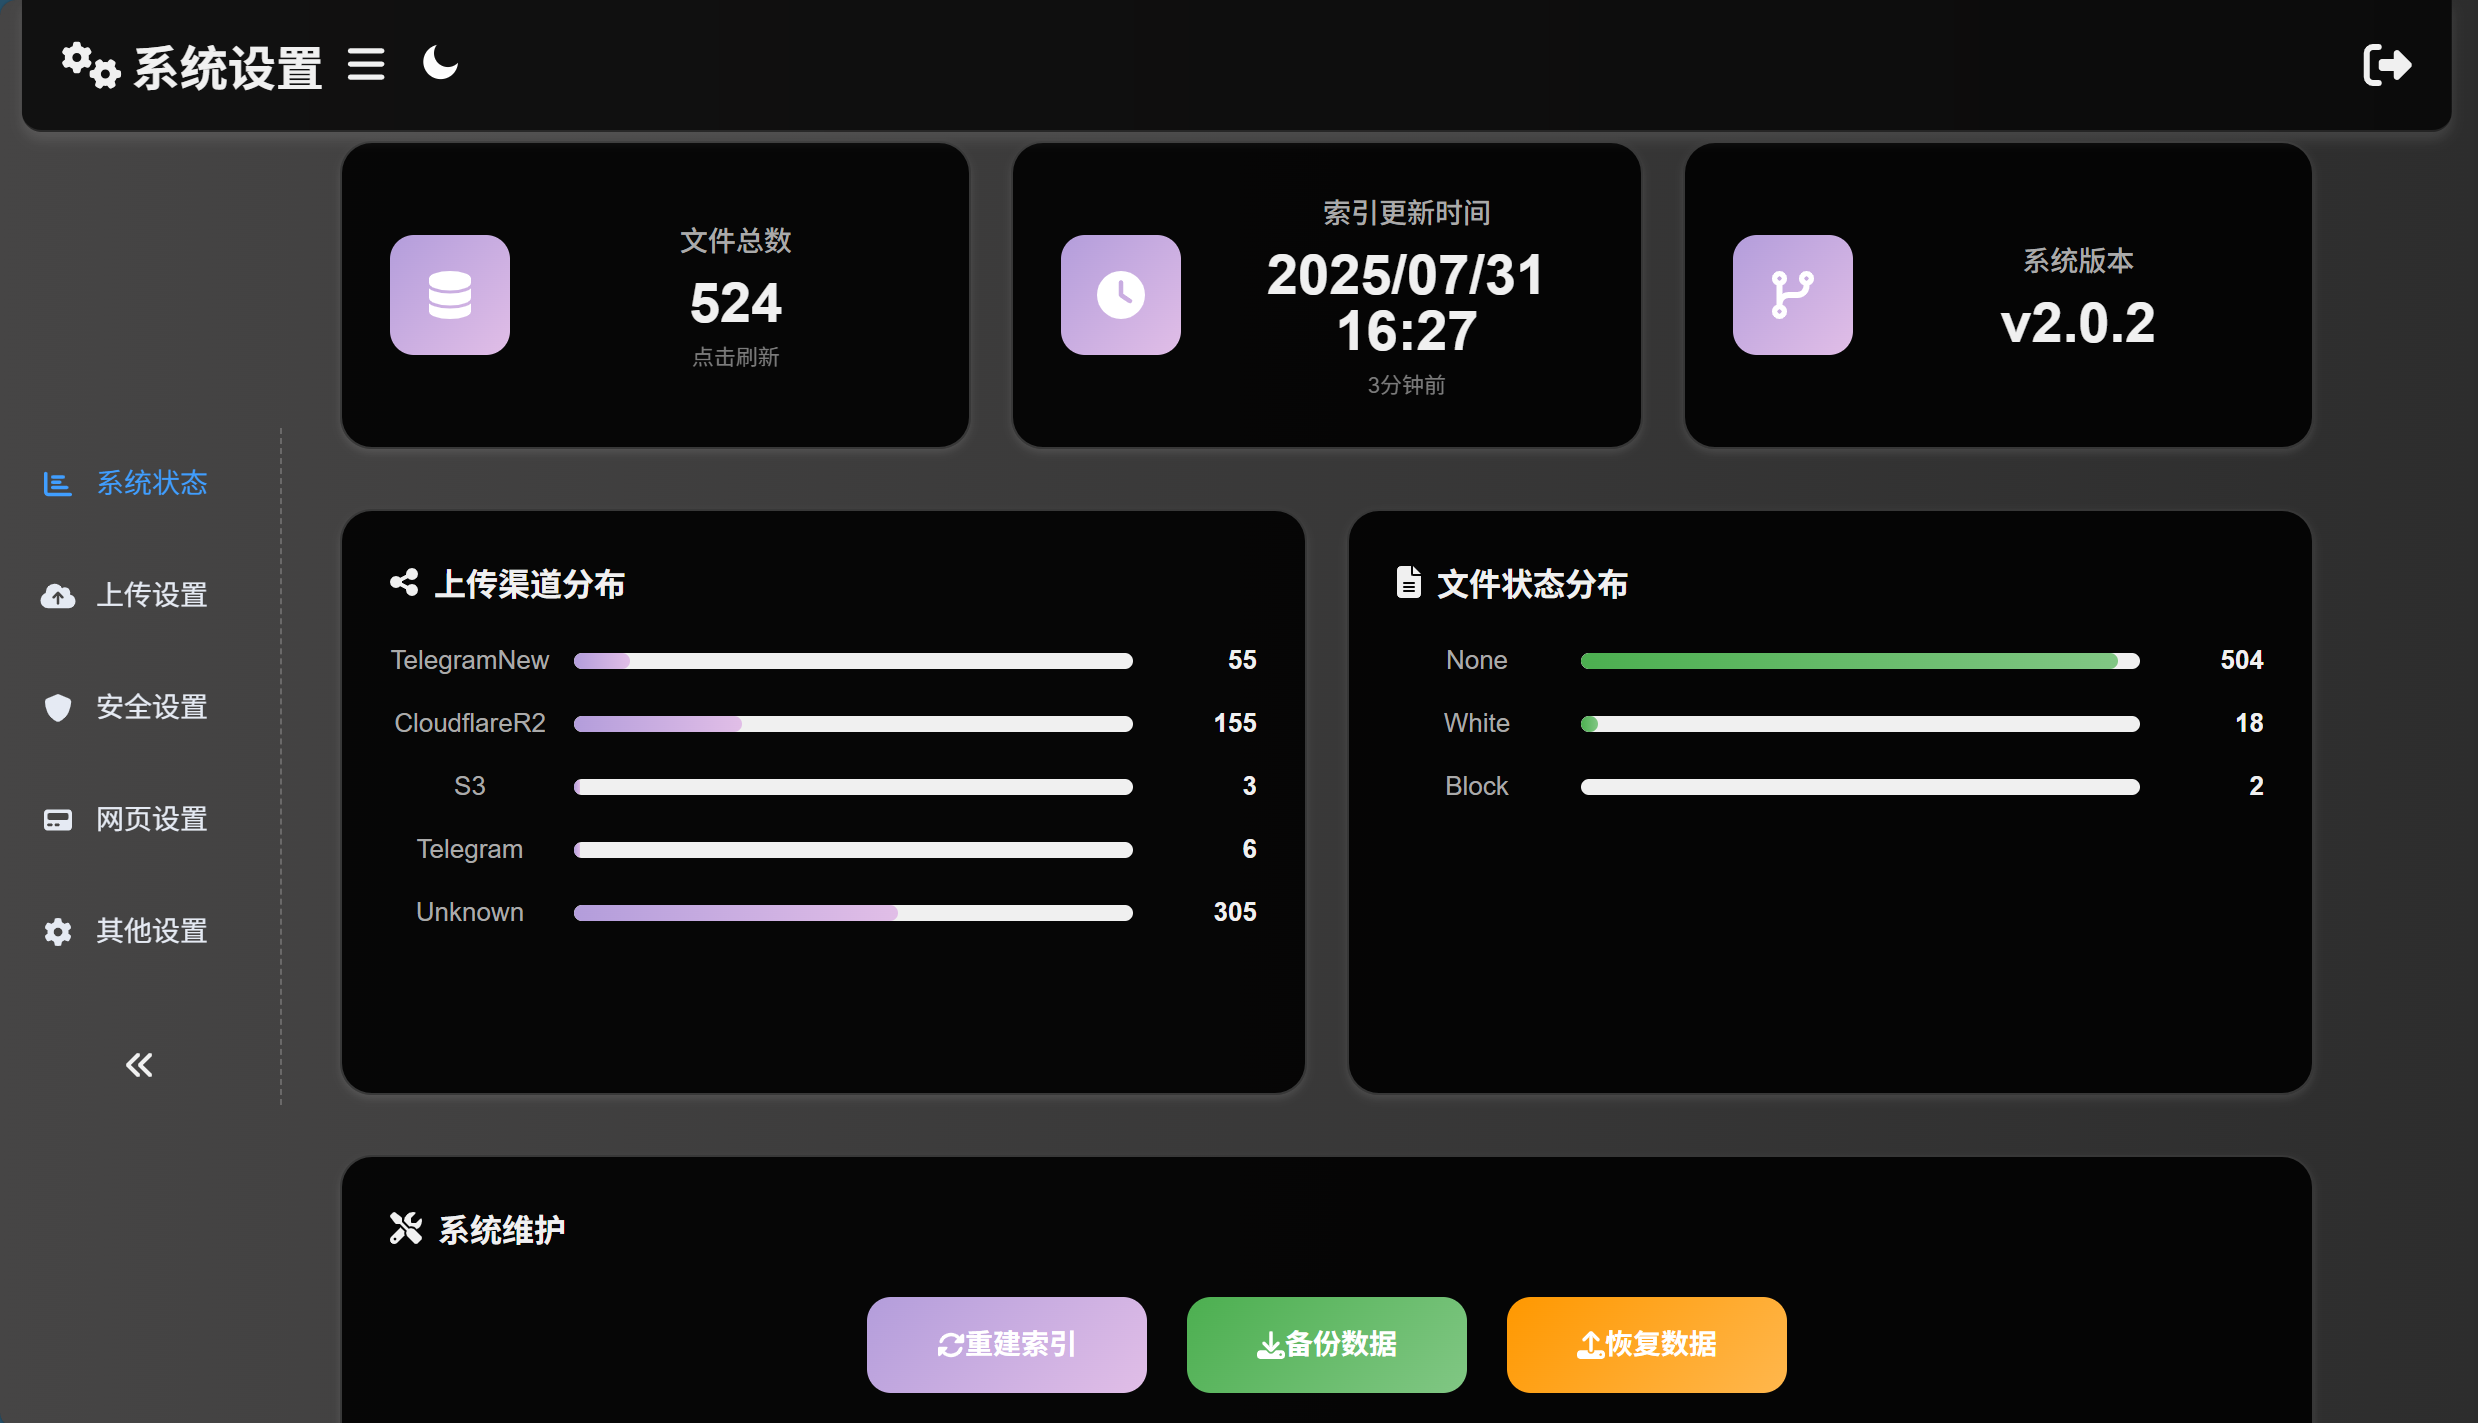 系统设置
文件总数
524
点击刷新
索引更新时间
2025/07/31
16:27
3分钟前
系统版本
v2.0.2
系统状态
上传设置
安全设置
网页设置
其他设置
上传渠道分布
TelegramNew 55
CloudflareR2 155
S3 3
Telegram 6
Unknown 305
文件状态分布
None 504
White 18
Block 2
系统维护
重建索引
备份数据
恢复数据